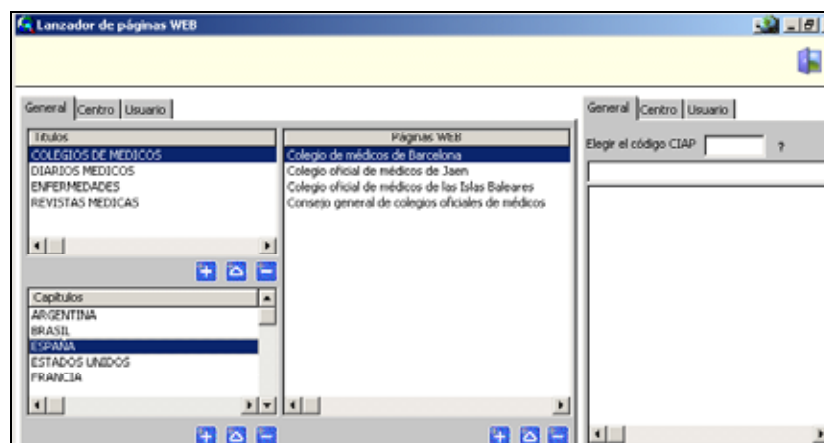 Lanzador de páginas WEB
General Centro Usuario
Titulos
COLEGIOS DE MEDICOS
DIARIOS MEDICOS
ENFERMEDADES
REVISTAS MEDICAS
Capítulos
ARGENTINA
BRASIL
ESPAÑA
ESTADOS UNIDOS
FRANCIA
Páginas WEB
Colegio de médicos de Barcelona
Colegio oficial de médicos de Jaen
Colegio oficial de médicos de las Islas Baleares
Consejo general de colegios oficiales de médicos
General Centro Usuario
Elegir el código CIAP ?